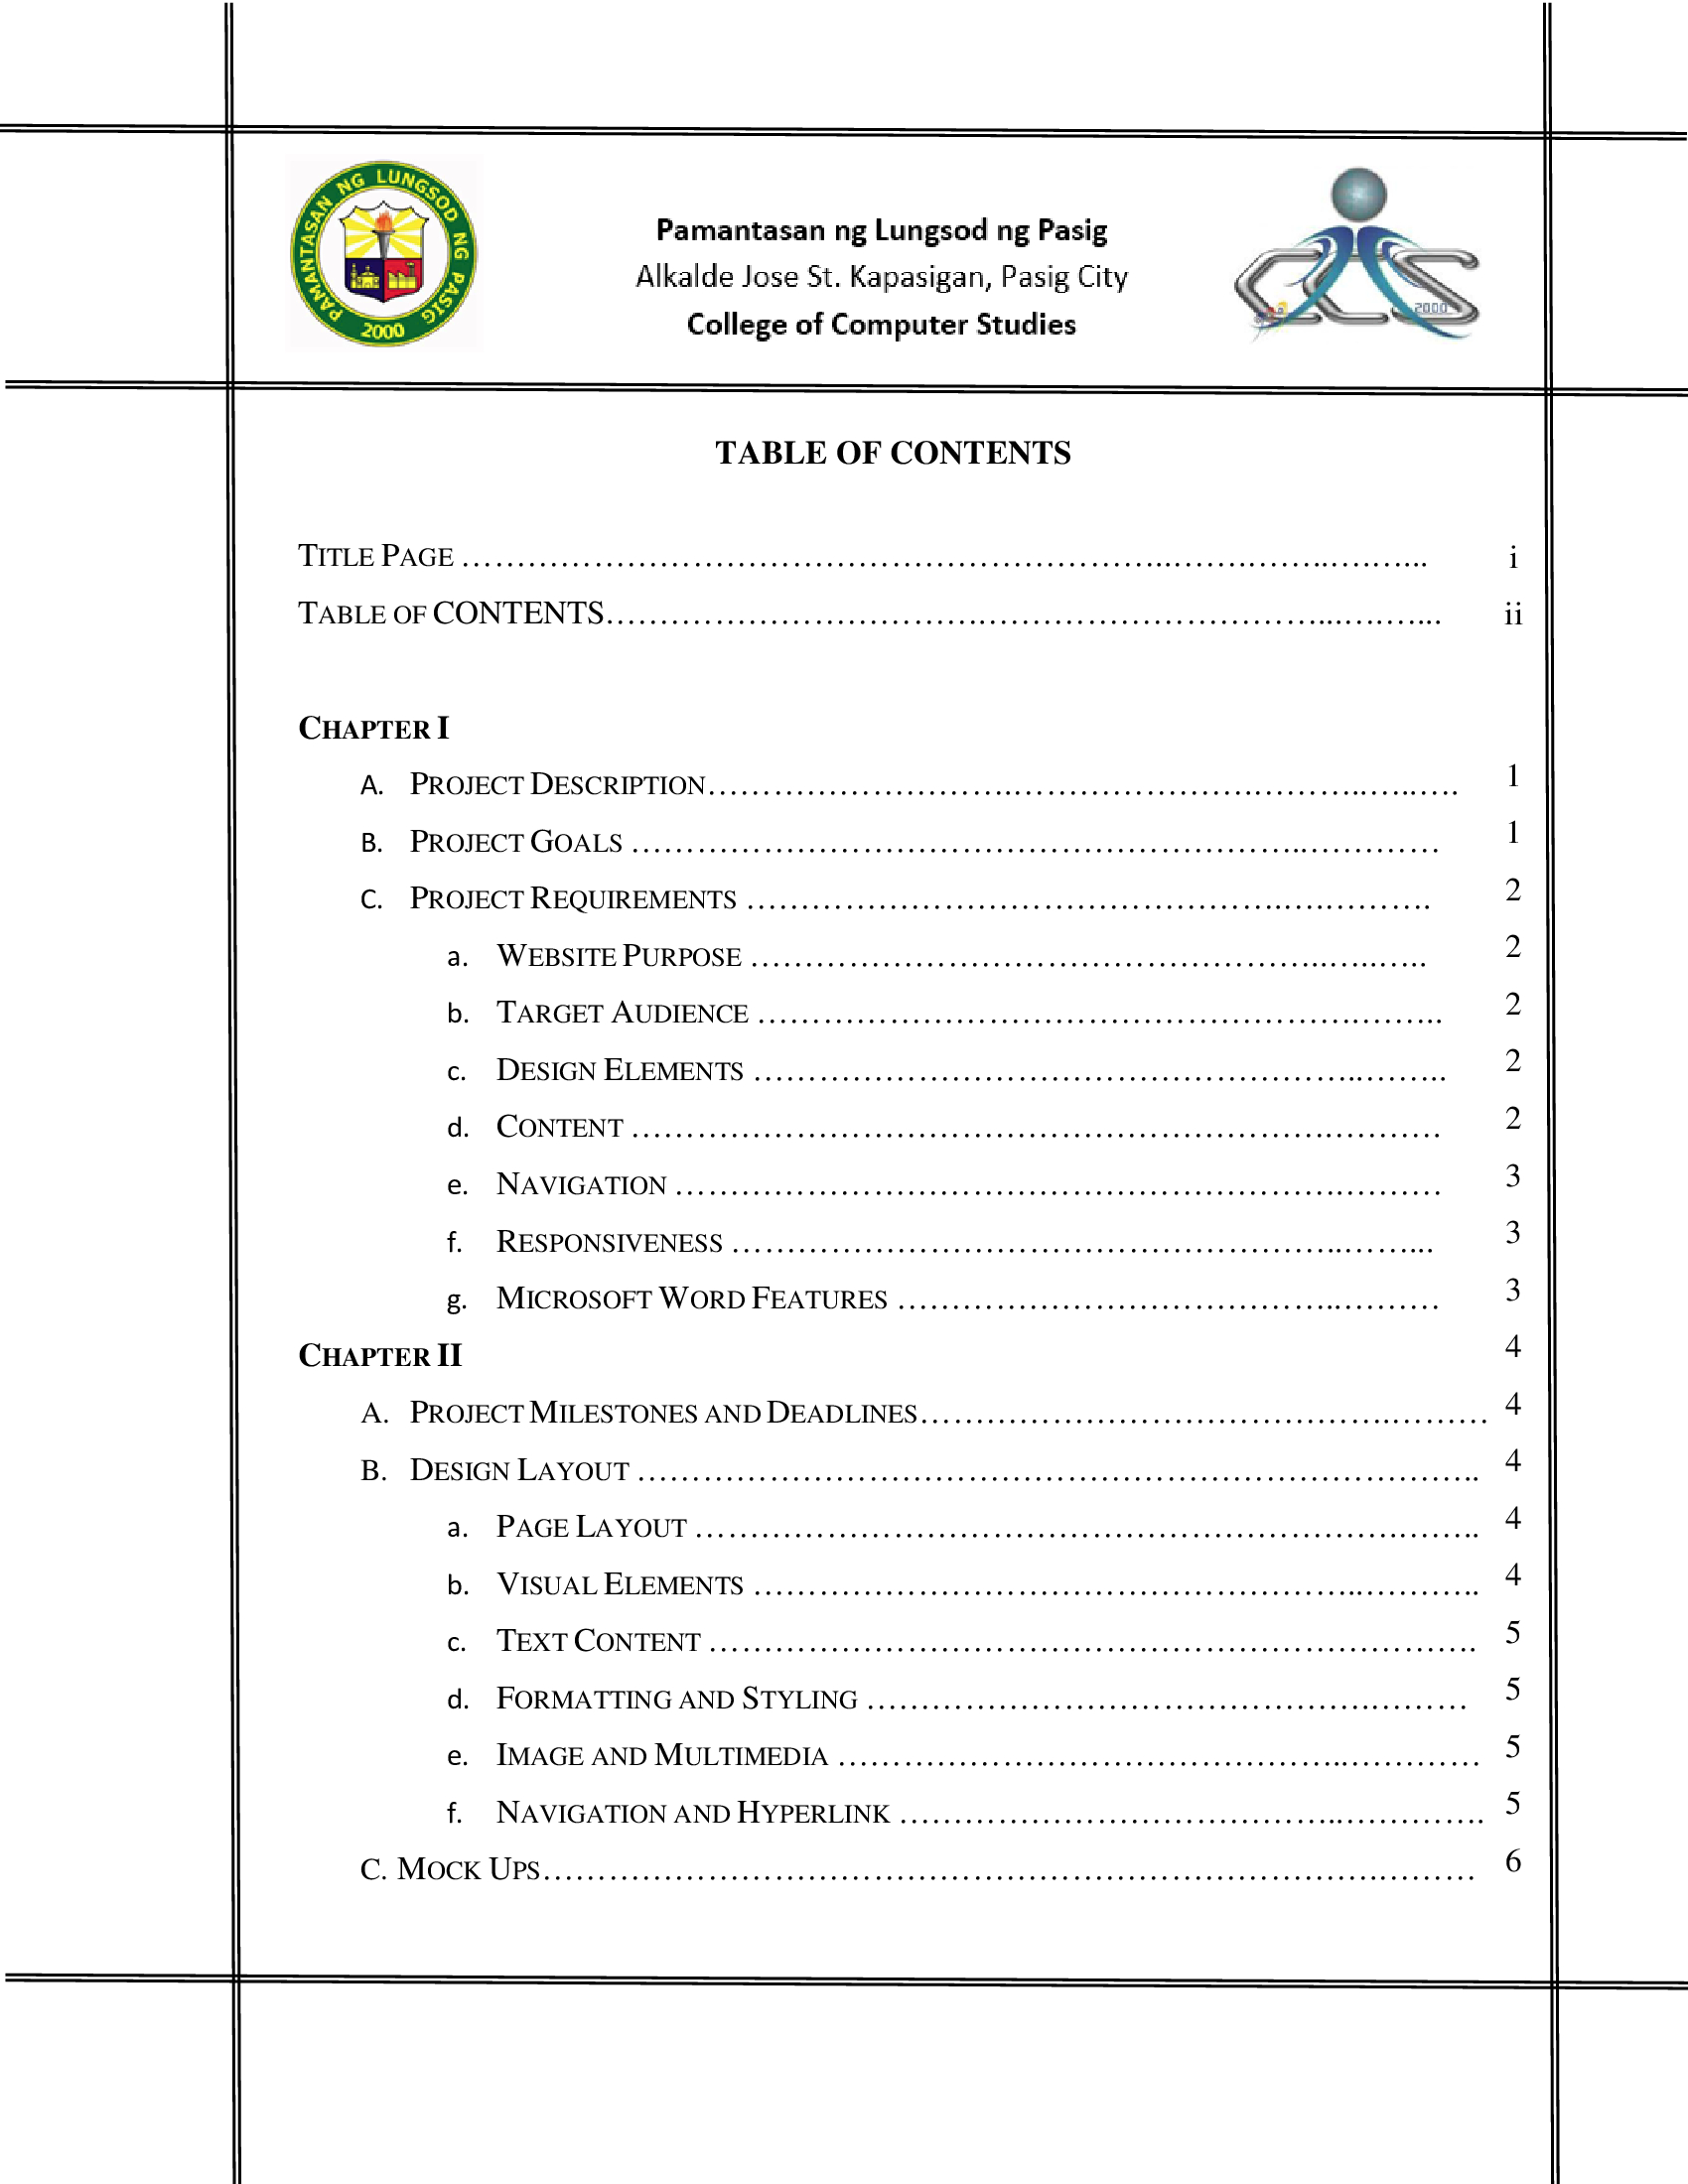 PAMANTASAN NG LUNGSOD NG PASIG
2000
Pamantasan ng Lungsod ng Pasig
Alkalde Jose St. Kapasigan, Pasig City
College of Computer Studies
CCS
2000
TABLE OF CONTENTS
TITLE PAGE ………………………………………………………...…….……..….…... i
TABLE OF CONTENTS…………………………….…………………………...….…... ii
CHAPTER I
A. PROJECT DESCRIPTION……………………….………………….………..…..…. 1
B. PROJECT GOALS ……………………………………………………..………… 1
C. PROJECT REQUIREMENTS ………………………………………….….………. 2
a. WEBSITE PURPOSE ……………………………………………...…..….. 2
b. TARGET AUDIENCE ……………………………………………….…….. 2
c. DESIGN ELEMENTS ………………………………………………..…….. 2
d. CONTENT ……………………………………………………….……… 2
e. NAVIGATION …………………………………………………….……… 3
f. RESPONSIVENESS ………………………………………………..……... 3
g. MICROSOFT WORD FEATURES …………………………………..……… 3
CHAPTER II 4
A. PROJECT MILESTONES AND DEADLINES…………………………………….……… 4
B. DESIGN LAYOUT ………………………………………………………………….. 4
a. PAGE LAYOUT ……………………………………………………….…….. 4
b. VISUAL ELEMENTS ………………………………………………..……….. 4
c. TEXT CONTENT ……………………………………………………………. 5
d. FORMATTING AND STYLING ……………………………………….……… 5
e. IMAGE AND MULTIMEDIA ………………………………………..………… 5
f. NAVIGATION AND HYPERLINK …………………………………..…………. 5
C. MOCK UPS………………………………………………………………….……… 6